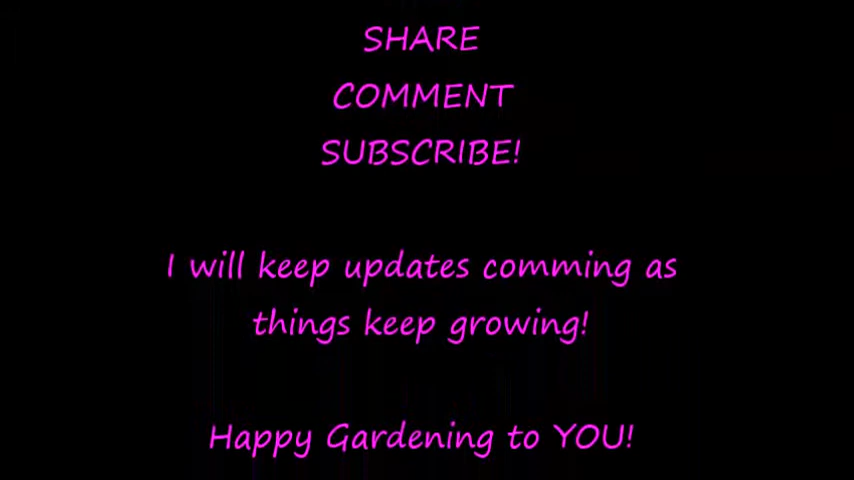 SHARE
COMMENT
SUBSCRIBE!
I will keep updates comming as
things keep growing!
Happy Gardening to YOU!